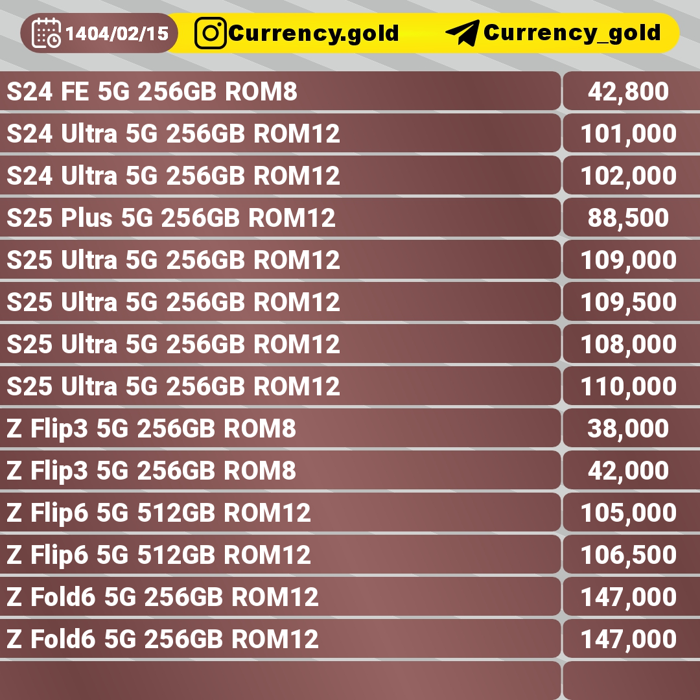 1404/02/15 Currency.gold Currency_gold
S24 FE 5G 256GB ROM8 42,800
S24 Ultra 5G 256GB ROM12 101,000
S24 Ultra 5G 256GB ROM12 102,000
S25 Plus 5G 256GB ROM12 88,500
S25 Ultra 5G 256GB ROM12 109,000
S25 Ultra 5G 256GB ROM12 109,500
S25 Ultra 5G 256GB ROM12 108,000
S25 Ultra 5G 256GB ROM12 110,000
Z Flip3 5G 256GB ROM8 38,000
Z Flip3 5G 256GB ROM8 42,000
Z Flip6 5G 512GB ROM12 105,000
Z Flip6 5G 512GB ROM12 106,500
Z Fold6 5G 256GB ROM12 147,000
Z Fold6 5G 256GB ROM12 147,000